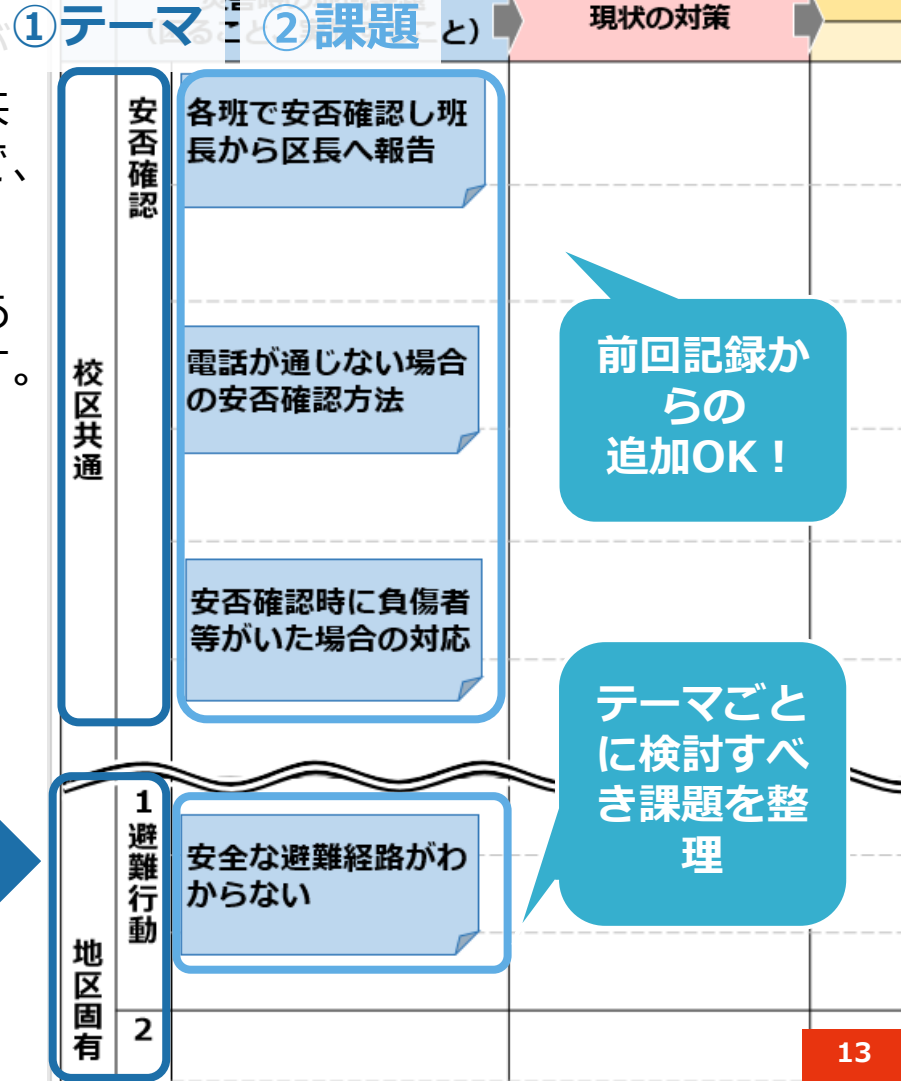 ①テーマ
②課題
こと）
現状の対策
校区共通
安否確認
各班で安否確認し班
長から区長へ報告
電話が通じない場合
の安否確認方法
安否確認時に負傷者
等がいた場合の対応
前回記録か
らの
追加OK！
地区固有
1
避難行動
安全な避難経路がわ
からない
テーマごと
に検討すべ
き課題を整
理
2
13